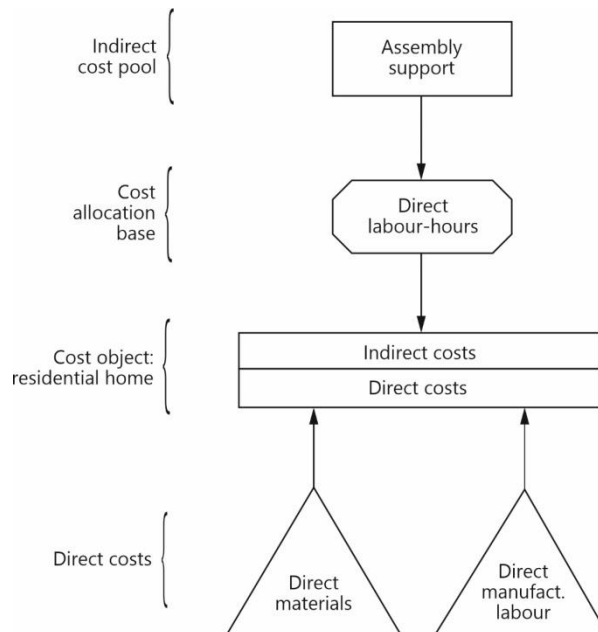 Indirect
cost pool
Assembly
support
Cost
allocation
base
Direct
labour-hours
Cost object:
residential home
Indirect costs
Direct costs
Direct costs
Direct
materials
Direct
manufact.
labour